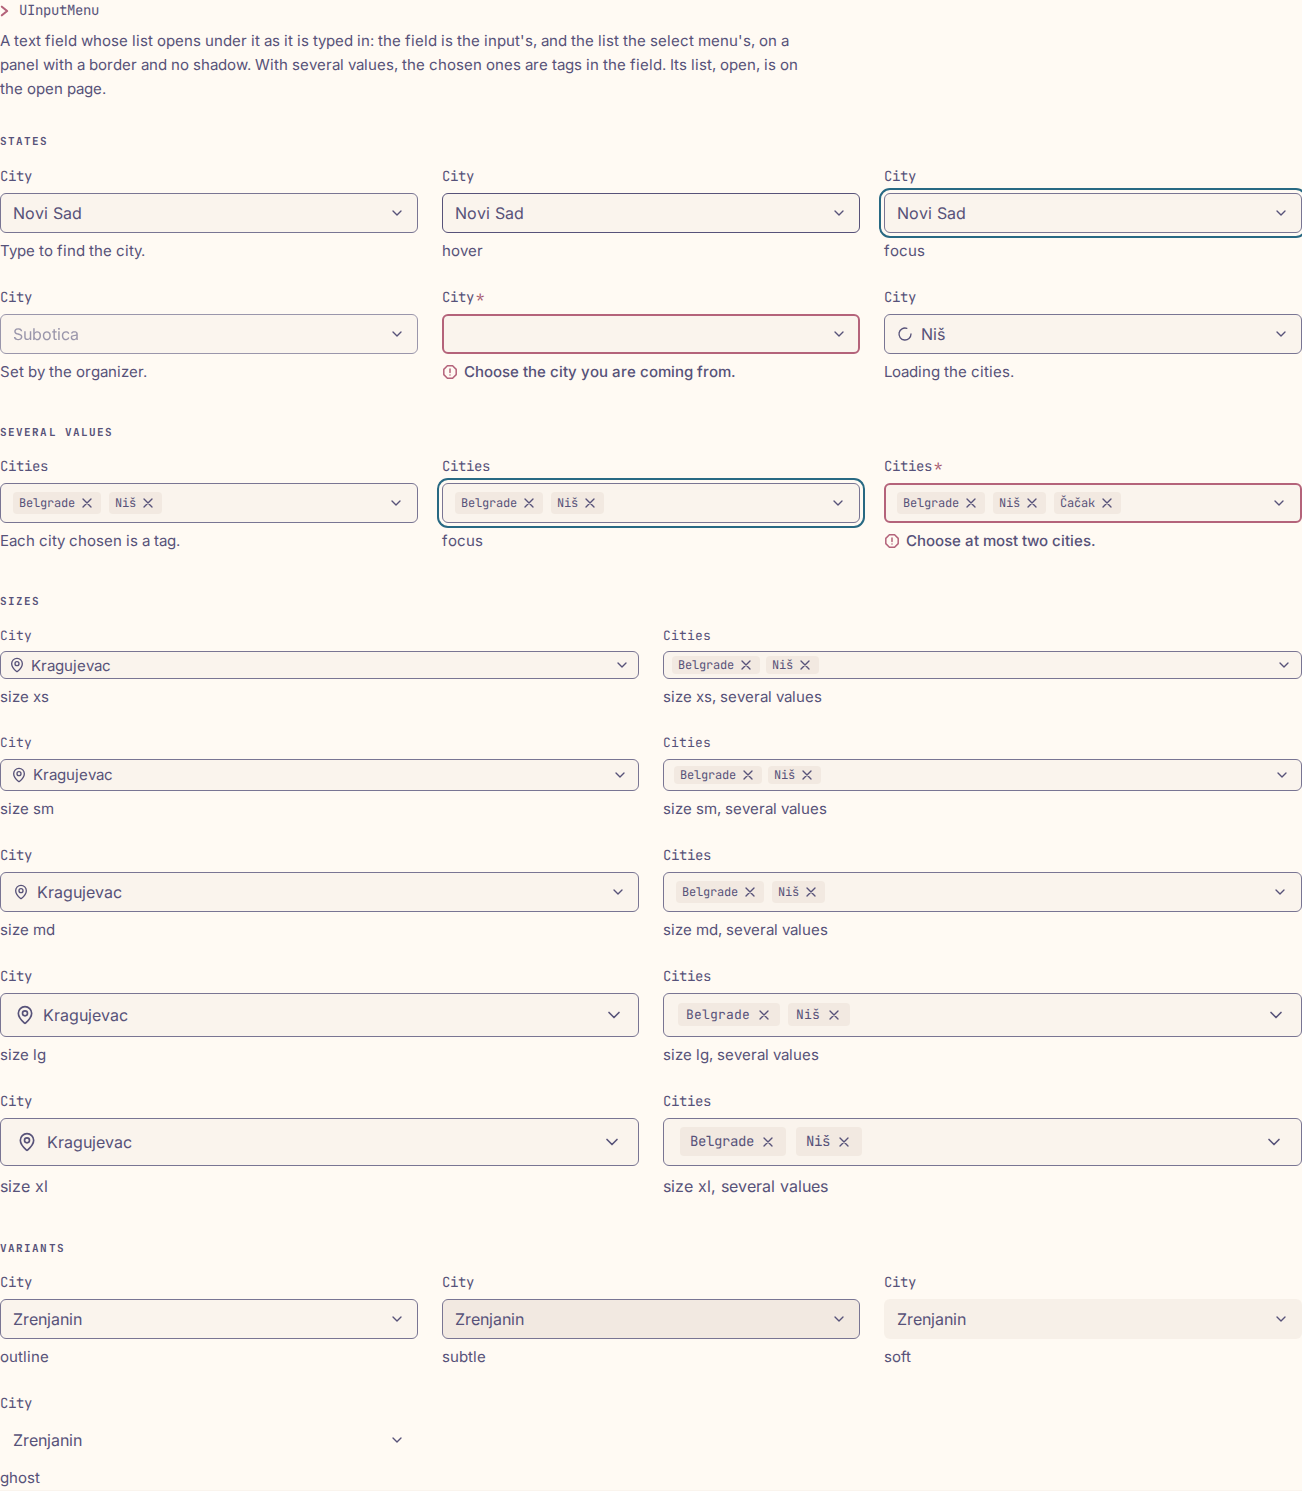 UInputMenu
A text field whose list opens under it as it is typed in: the field is the input's, and the list the select menu's, on a
panel with a border and no shadow. With several values, the chosen ones are tags in the field. Its list, open, is on
the open page.
STATES
City City City
Novi Sad Novi Sad Novi Sad
Type to find the city. hover focus
City City* City
Subotica Niš
Set by the organizer. Choose the city you are coming from. Loading the cities.
SEVERAL VALUES
Cities Cities Cities*
Belgrade Niš Belgrade Niš Belgrade Niš Čačak
Each city chosen is a tag. focus Choose at most two cities.
SIZES
City Cities
Kragujevac Belgrade Niš
size xs size xs, several values
City Cities
Kragujevac Belgrade Niš
size sm size sm, several values
City Cities
Kragujevac Belgrade Niš
size md size md, several values
City Cities
Kragujevac Belgrade Niš
size lg size lg, several values
City Cities
Kragujevac Belgrade Niš
size xl size xl, several values
VARIANTS
City City City
Zrenjanin Zrenjanin Zrenjanin
outline subtle soft
City
Zrenjanin
ghost